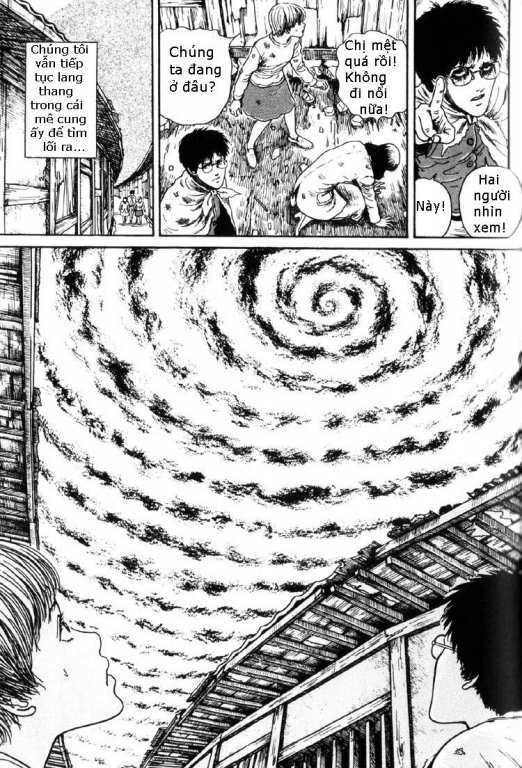 Chúng tôi
vẫn tiếp
tục lang
thang
trong cái
mê cung
ấy để tìm
lối ra...
Chúng
ta đang
ở đâu?
Chị mệt
quá rồi!
Không
đi nổi
nữa!
Này!
Hai
người
nhìn
xem!